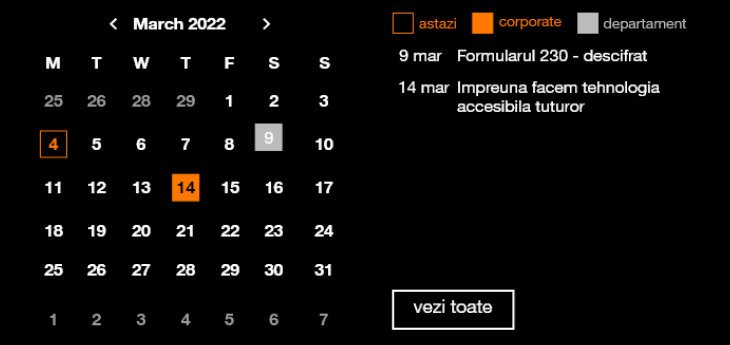 March 2022
M T W T F S S
25 26 28 29 1 2 3
4 5 6 7 8 9 10
11 12 13 14 15 16 17
18 19 20 21 22 23 24
25 26 27 28 29 30 31
1 2 3 4 5 6 7
astazi corporate departament
9 mar Formularul 230 - descifrat
14 mar Impreuna facem tehnologia
accesibila tuturor
vezi toate